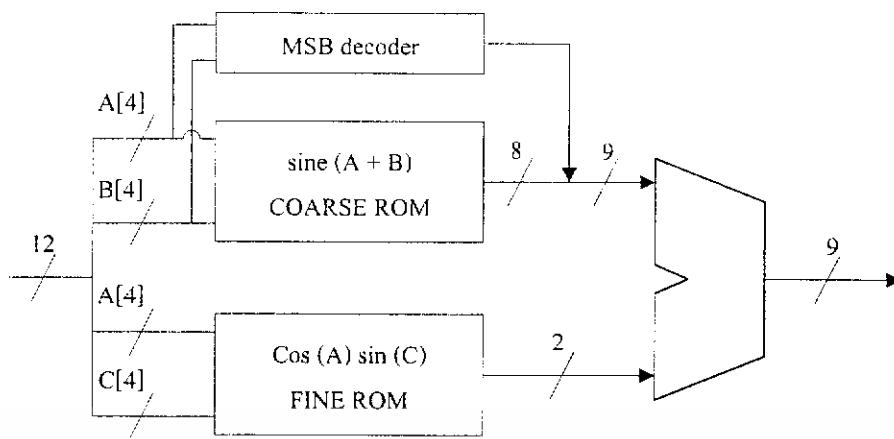 MSB decoder
A[4]
sine (A + B)
COARSE ROM
8
9
B[4]
12
9
A[4]
Cos (A) sin (C)
FINE ROM
2
C[4]